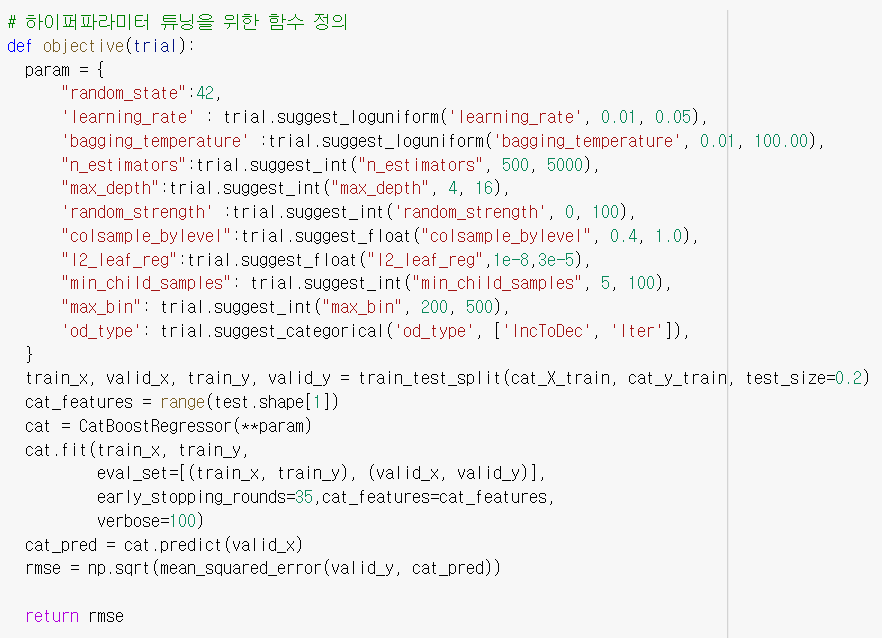 # 하이퍼파라미터 튜닝을 위한 함수 정의
def objective(trial):
  param = {
      "random_state":42,
      'learning_rate' : trial.suggest_loguniform('learning_rate', 0.01, 0.05),
      'bagging_temperature' :trial.suggest_loguniform('bagging_temperature', 0.01, 100.00),
      "n_estimators":trial.suggest_int("n_estimators", 500, 5000),
      "max_depth":trial.suggest_int("max_depth", 4, 16),
      'random_strength' :trial.suggest_int('random_strength', 0, 100),
      "colsample_bylevel":trial.suggest_float("colsample_bylevel", 0.4, 1.0),
      "l2_leaf_reg":trial.suggest_float("l2_leaf_reg",1e-8,3e-5),
      "min_child_samples": trial.suggest_int("min_child_samples", 5, 100),
      "max_bin": trial.suggest_int("max_bin", 200, 500),
      'od_type': trial.suggest_categorical('od_type', ['IncToDec', 'Iter']),
  }
  train_x, valid_x, train_y, valid_y = train_test_split(cat_X_train, cat_y_train, test_size=0.2)
  cat_features = range(test.shape[1])
  cat = CatBoostRegressor(**param)
  cat.fit(train_x, train_y,
          eval_set=[(train_x, train_y), (valid_x, valid_y)],
          early_stopping_rounds=35,cat_features=cat_features,
          verbose=100)
  cat_pred = cat.predict(valid_x)
  rmse = np.sqrt(mean_squared_error(valid_y, cat_pred))
  return rmse